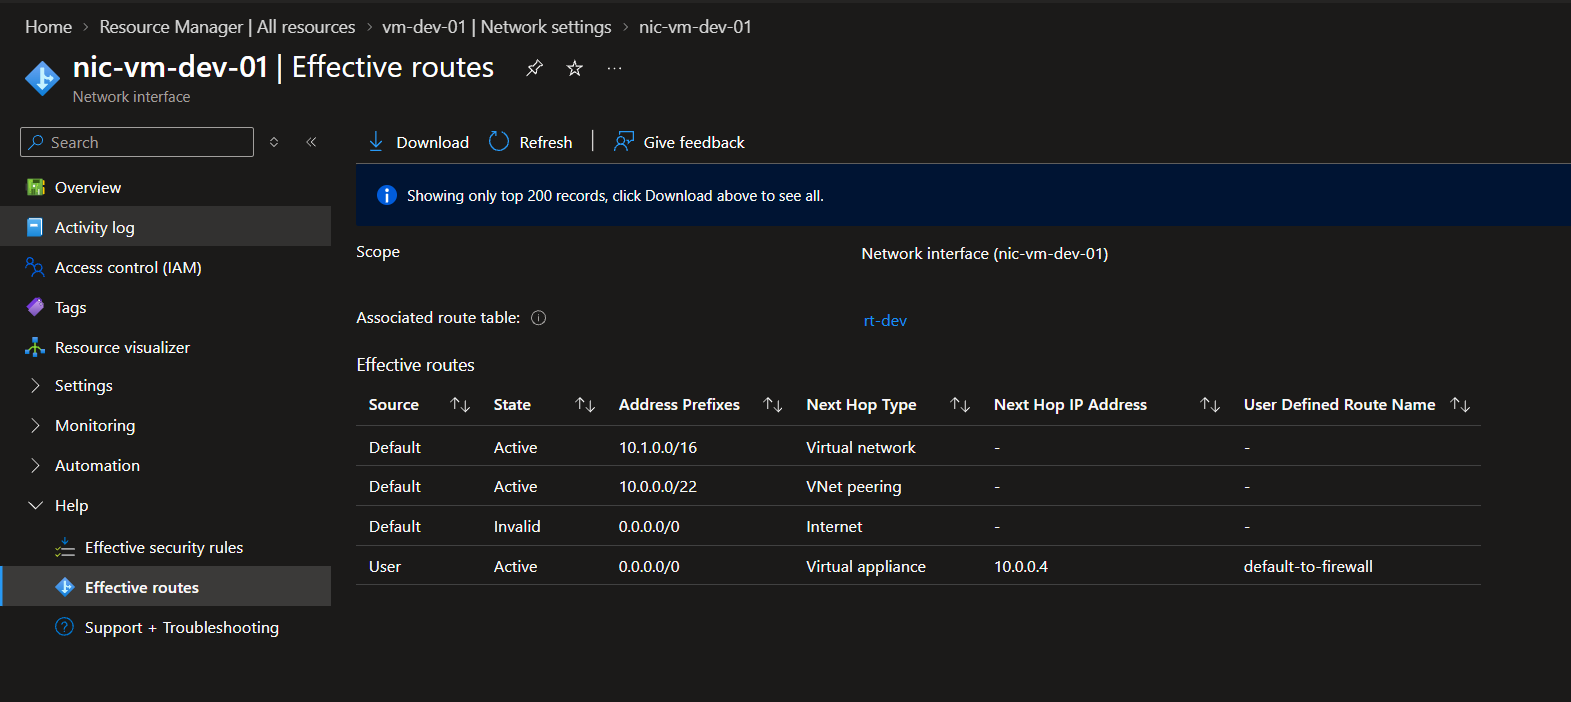 Home > Resource Manager | All resources > vm-dev-01 | Network settings > nic-vm-dev-01
nic-vm-dev-01 | Effective routes
Network interface
Search
Overview
Activity log
Access control (IAM)
Tags
Resource visualizer
Settings
Monitoring
Automation
Help
Effective security rules
Effective routes
Support + Troubleshooting
Download Refresh | Give feedback
Showing only top 200 records, click Download above to see all.
Scope Network interface (nic-vm-dev-01)
Associated route table: rt-dev
Effective routes
Source State Address Prefixes Next Hop Type Next Hop IP Address User Defined Route Name
Default Active 10.1.0.0/16 Virtual network - -
Default Active 10.0.0.0/22 VNet peering - -
Default Invalid 0.0.0.0/0 Internet - -
User Active 0.0.0.0/0 Virtual appliance 10.0.0.4 default-to-firewall